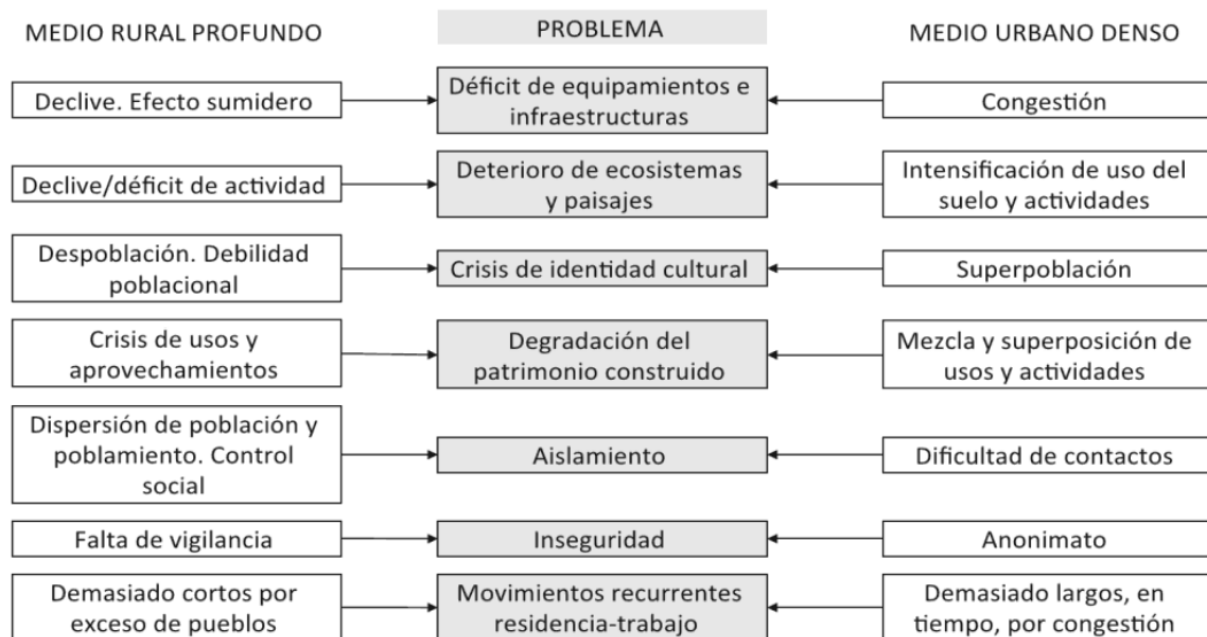 MEDIO RURAL PROFUNDO
PROBLEMA
MEDIO URBANO DENSO
Declive. Efecto sumidero
Déficit de equipamientos e
infraestructuras
Congestión
Declive/déficit de actividad
Deterioro de ecosistemas
y paisajes
Intensificación de uso del
suelo y actividades
Despoblación. Debilidad
poblacional
Crisis de identidad cultural
Superpoblación
Crisis de usos y
aprovechamientos
Degradación del
patrimonio construido
Mezcla y superposición de
usos y actividades
Dispersión de población y
poblamiento. Control
social
Aislamiento
Dificultad de contactos
Falta de vigilancia
Inseguridad
Anonimato
Demasiado cortos por
exceso de pueblos
Movimientos recurrentes
residencia-trabajo
Demasiado largos, en
tiempo, por congestión